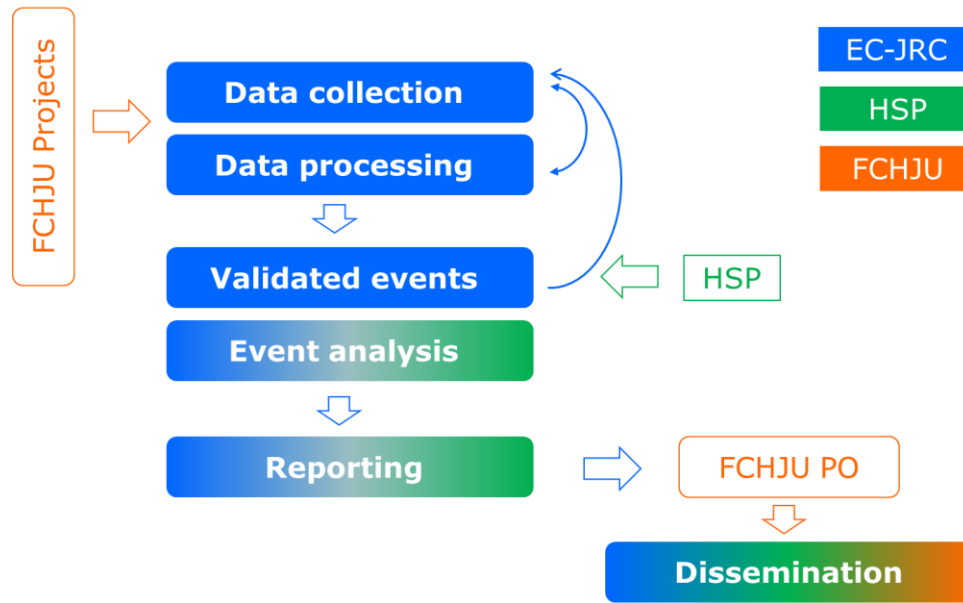 FCHJU Projects
Data collection
Data processing
Validated events
Event analysis
Reporting
EC-JRC
HSP
FCHJU
HSP
FCHJU PO
Dissemination